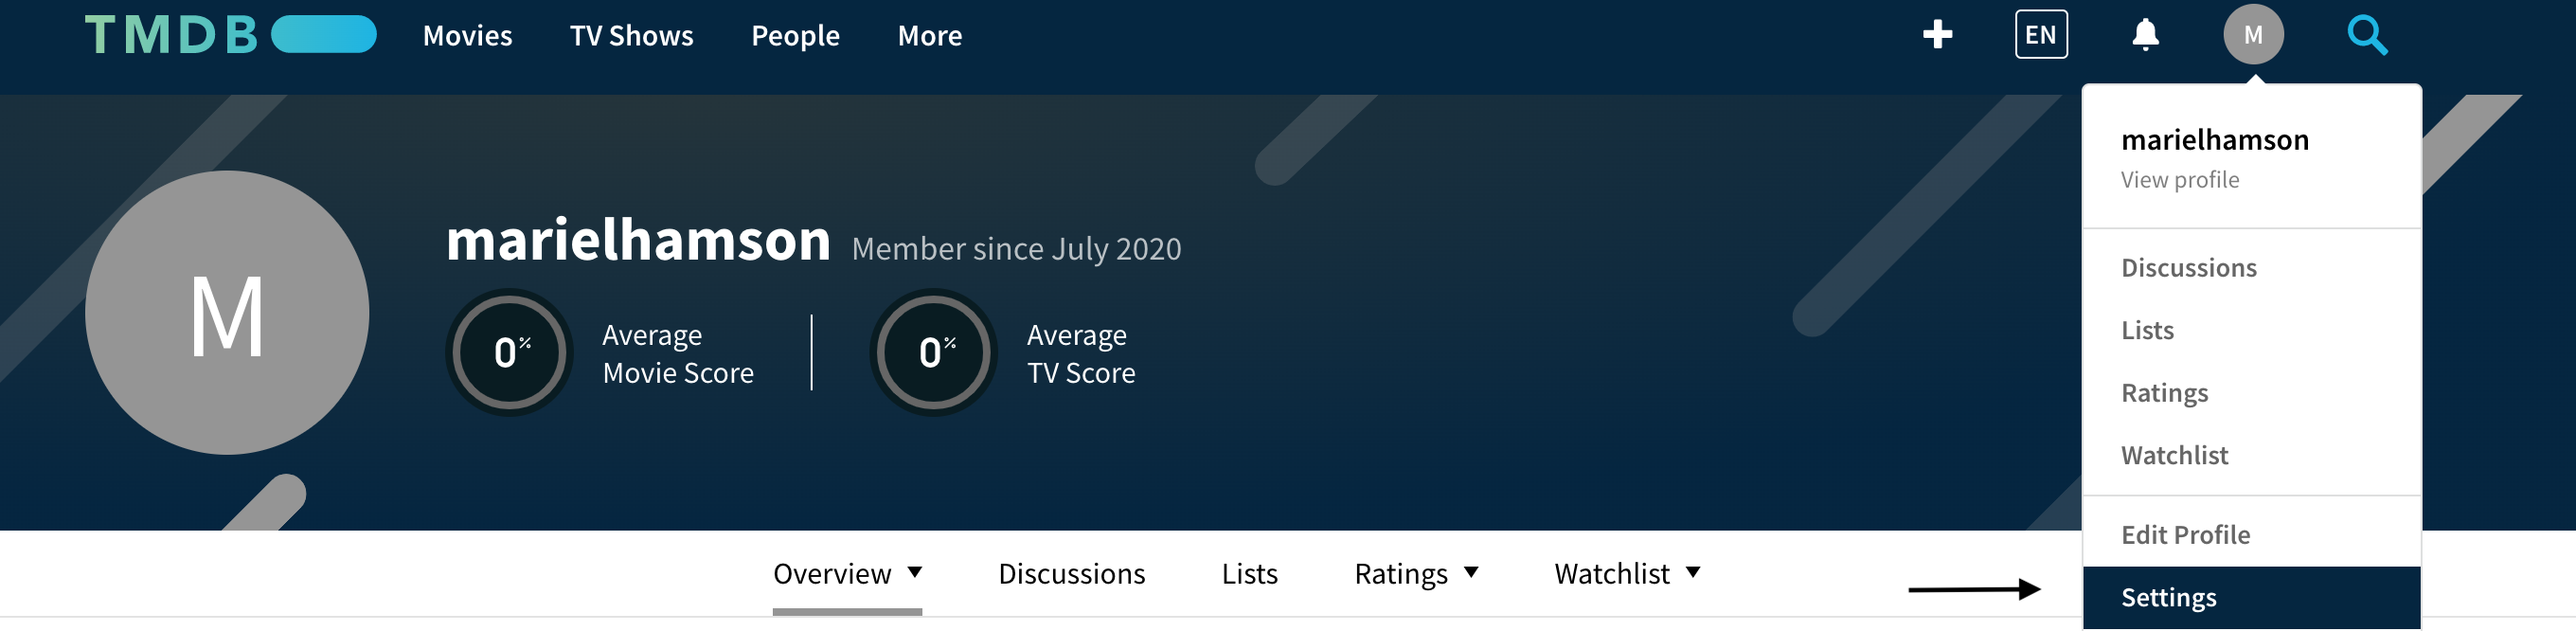 TMDB
Movies
TV Shows
People
More
EN
M
marielhamson
View profile
Discussions
Lists
Ratings
Watchlist
Edit Profile
Settings
M
marielhamson Member since July 2020
0%
Average
Movie Score
0%
Average
TV Score
Overview
Discussions
Lists
Ratings
Watchlist